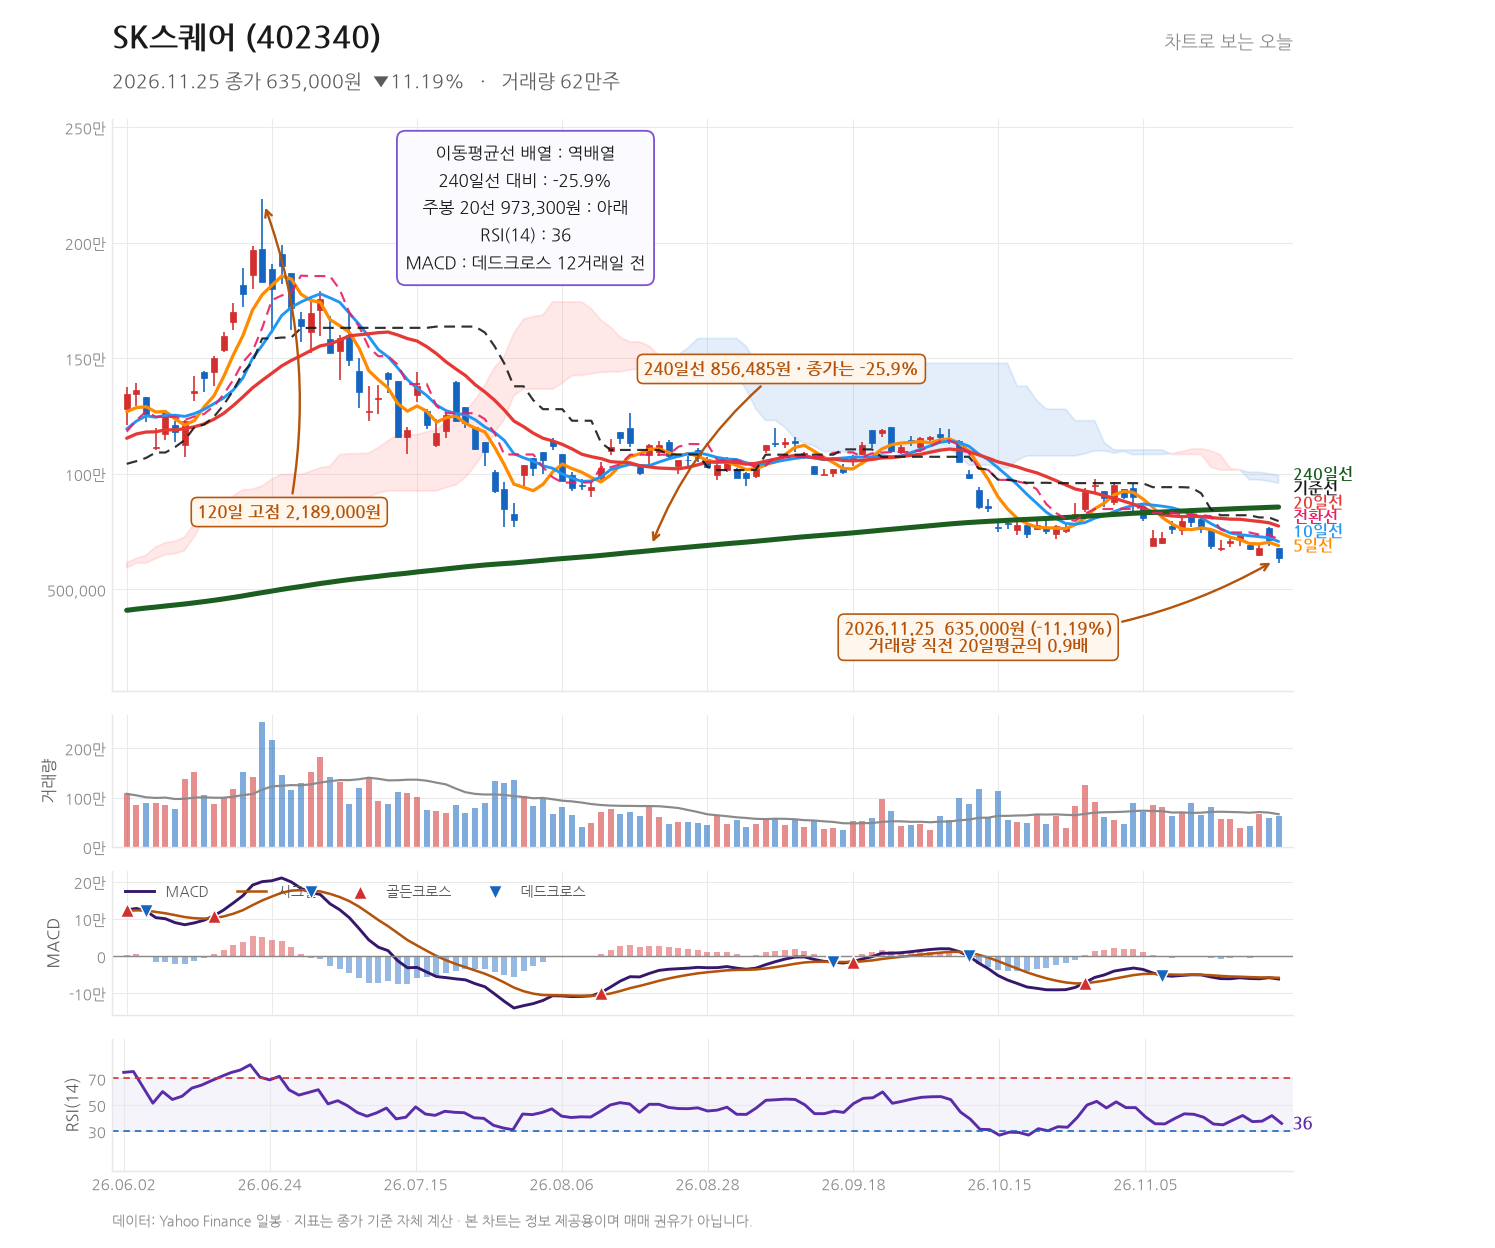 SK스퀘어 (402340)
차트로 보는 오늘
2026.11.25 종가 635,000원 ▼11.19% · 거래량 62만주
250만
200만
150만
100만
500,000
이동평균선 배열 : 역배열
240일선 대비 : -25.9%
주봉 20선 973,300원 : 아래
RSI(14) : 36
MACD : 데드크로스 12거래일 전
240일선 856,485원 · 종가는 -25.9%
120일 고점 2,189,000원
2026.11.25 635,000원 (-11.19%)
거래량 직전 20일평균의 0.9배
240일선
기준선
20일선
전환선
10일선
5일선
거래량
200만
100만
0만
MACD
20만
10만
0
-10만
MACD
골든크로스
데드크로스
RSI(14)
70
50
30
36
26.06.02
26.06.24
26.07.15
26.08.06
26.08.28
26.09.18
26.10.15
26.11.05
데이터: Yahoo Finance 일봉 · 지표는 종가 기준 자체 계산 · 본 차트는 정보 제공용이며 매매 권유가 아닙니다.